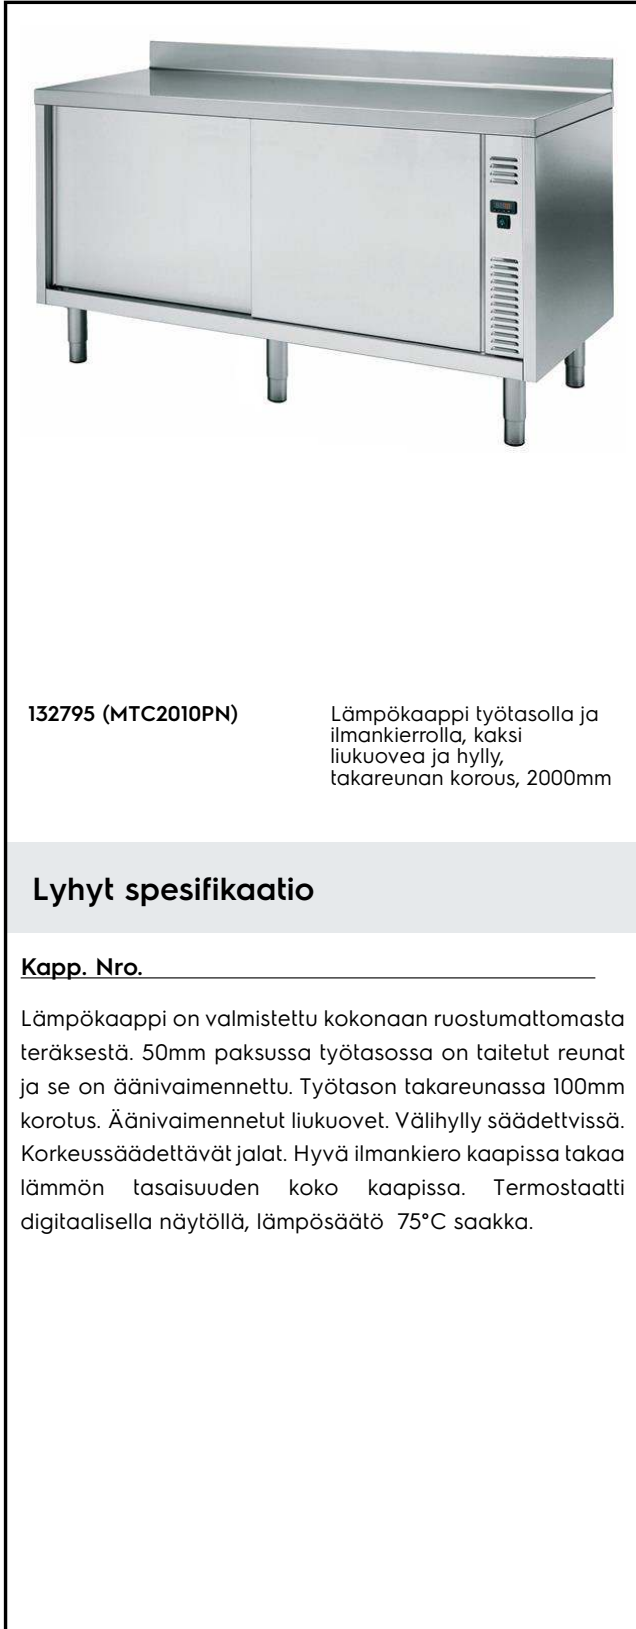 132795 (MTC2010PN)
Lämpökaappi työtasolla ja
ilmankierrolla, kaksi
liukuovea ja hylly,
takareunan korous, 2000mm
Lyhyt spesifikaatio
Kapp. Nro.
Lämpökaappi on valmistettu kokonaan ruostumattomasta
teräksestä. 50mm paksussa työtasossa on taitetut reunat
ja se on äänivaimennettu. Työtason takareunassa 100mm
korotus. Äänivaimennetut liukuovet. Välihylly säädettvissä.
Korkeussäädettävät jalat. Hyvä ilmankiero kaapissa takaa
lämmön tasaisuuden koko kaapissa. Termostaatti
digitaalisella näytöllä, lämpösäätö 75°C saakka.